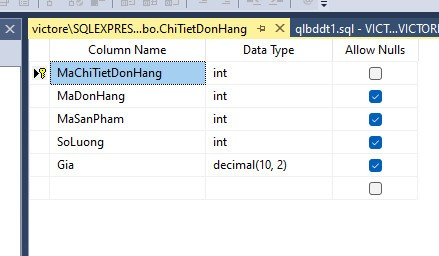 victore\SQLEXPRES...bo.ChiTietDonHang
qlbddt1.sql - VICT...VICTORE
Column Name Data Type Allow Nulls
MaChiTietDonHang int
MaDonHang int
MaSanPham int
SoLuong int
Gia decimal(10, 2)